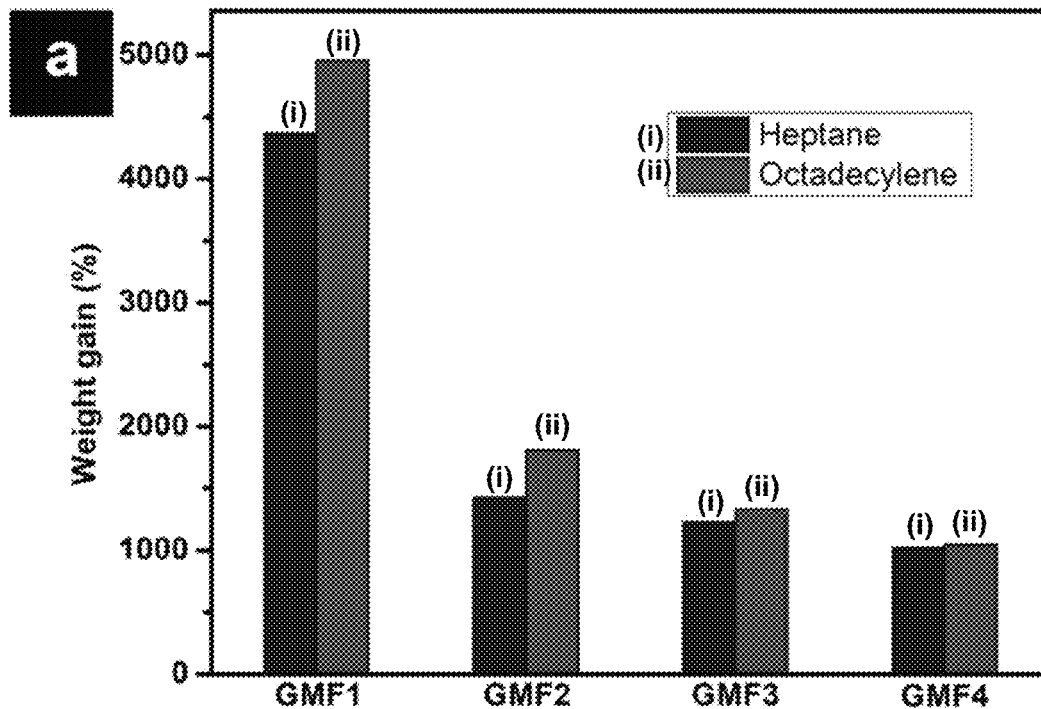 a
Weight gain (%)
5000
4000
3000
2000
1000
0
(i)
(ii)
(i)
(ii)
(i)
(ii)
(i)
(ii)
(i) Heptane
(ii) Octadecylene
GMF1 GMF2 GMF3 GMF4